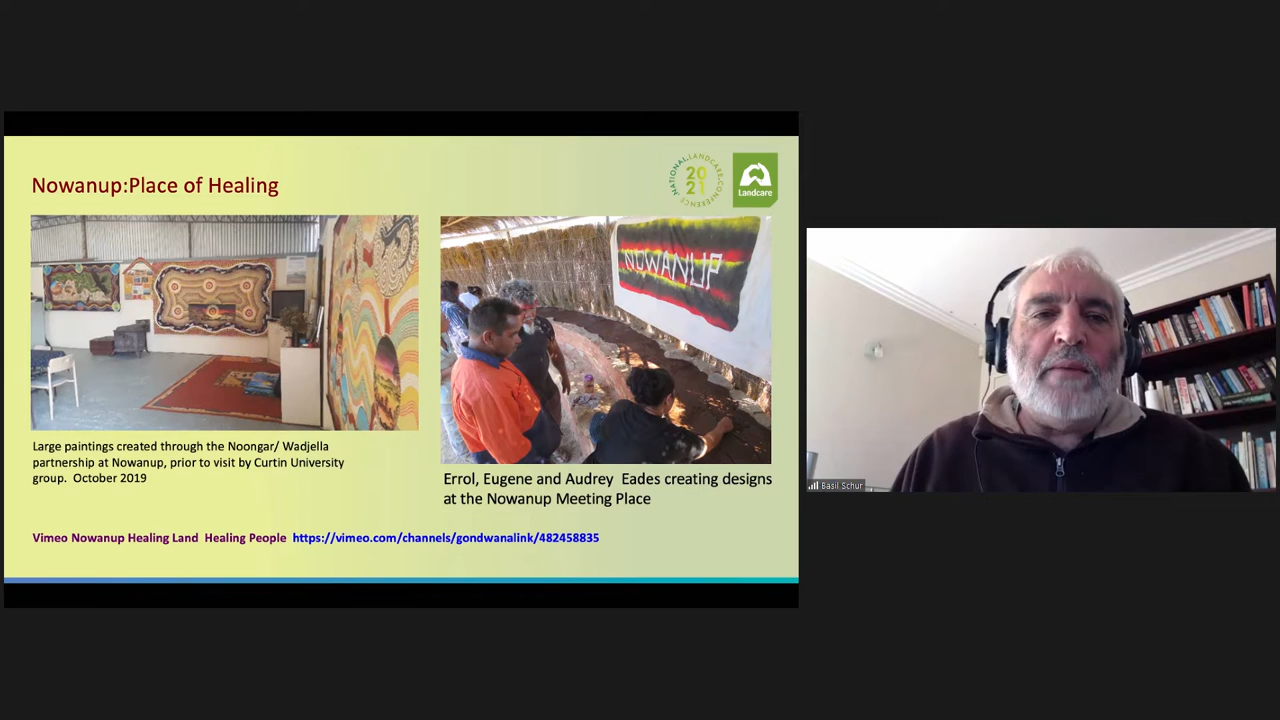 Nowanup:Place of Healing
NATIONAL LANDCARE CONFERENCE
20
21
Landcare
NOWANUP
Large paintings created through the Noongar/ Wadjella
partnership at Nowanup, prior to visit by Curtin University
group.  October 2019
Errol, Eugene and Audrey  Eades creating designs
at the Nowanup Meeting Place
Vimeo Nowanup Healing Land  Healing People  https://vimeo.com/channels/gondwanalink/482458835
Basil Schur